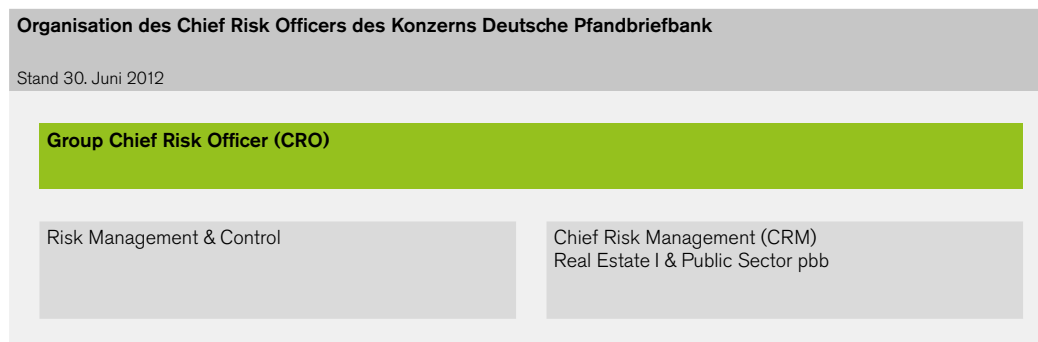 Organisation des Chief Risk Officers des Konzerns Deutsche Pfandbriefbank
Stand 30. Juni 2012
Group Chief Risk Officer (CRO)
Risk Management & Control
Chief Risk Management (CRM)
Real Estate I & Public Sector pbb